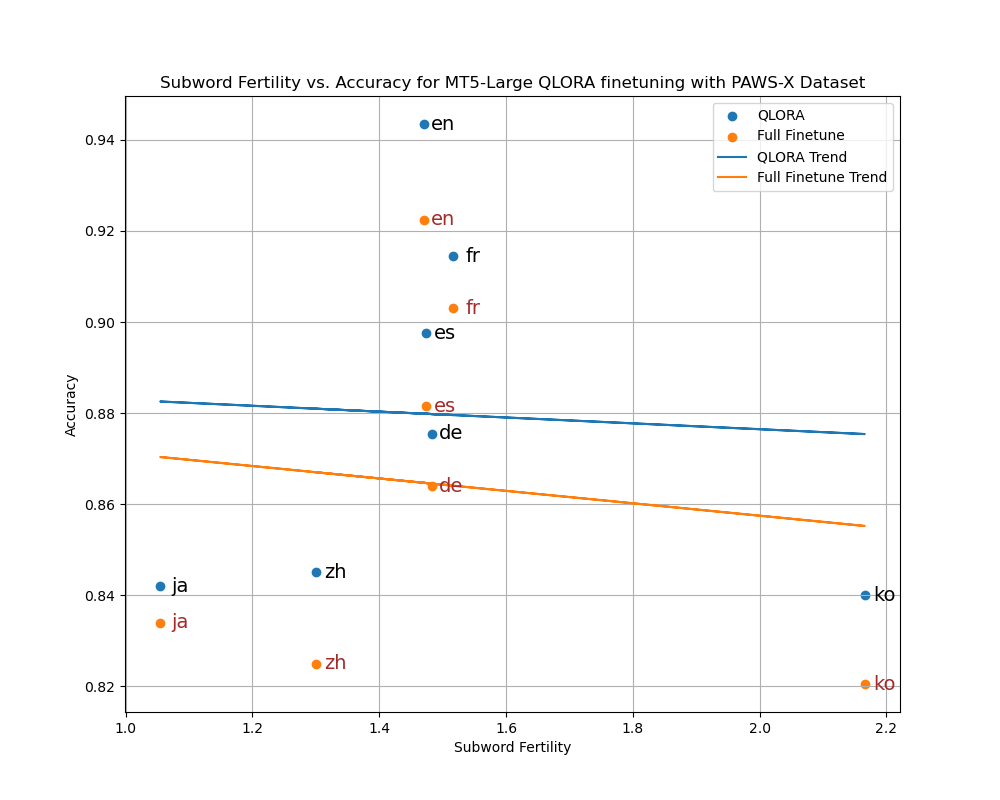 Subword Fertility vs. Accuracy for MT5-Large QLORA finetuning with PAWS-X Dataset
QLORA
Full Finetune
QLORA Trend
Full Finetune Trend
en
en
fr
fr
es
es
de
de
zh
zh
ja
ja
ko
ko
0.94
0.92
0.90
0.88
0.86
0.84
0.82
Accuracy
1.0 1.2 1.4 1.6 1.8 2.0 2.2
Subword Fertility